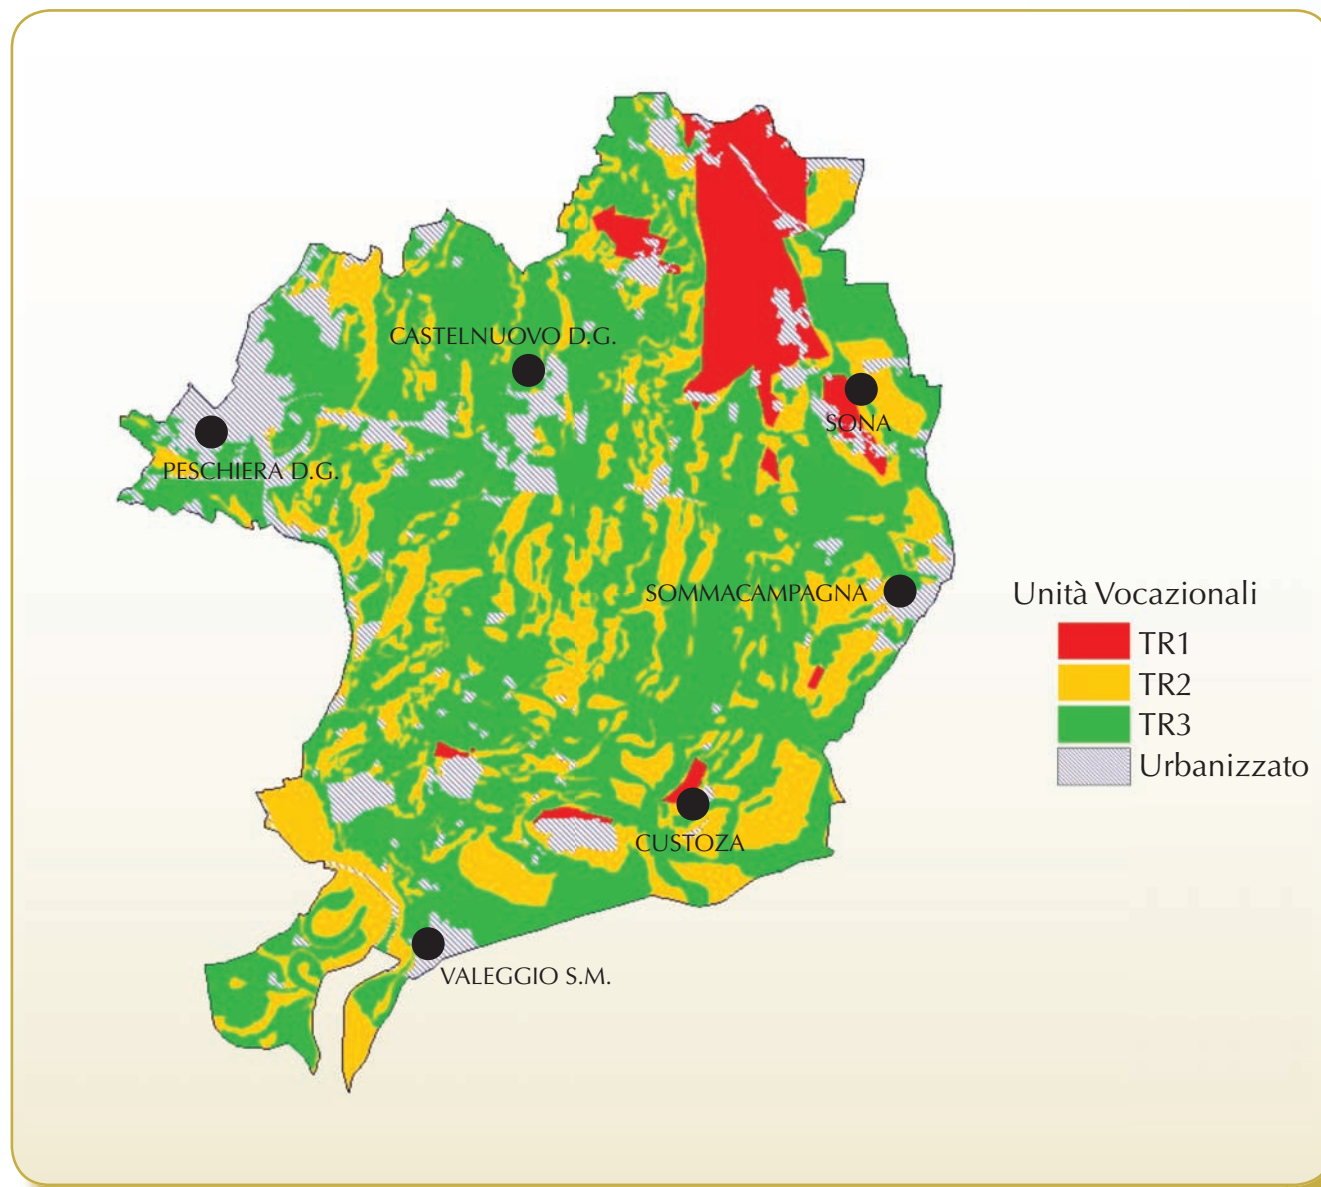 CASTELNUOVO D.G.
SONA
PESCHIERA D.G.
SOMMACAMPAGNA
Unità Vocazionali
TR1
TR2
TR3
Urbanizzato
CUSTOZA
VALEGGIO S.M.